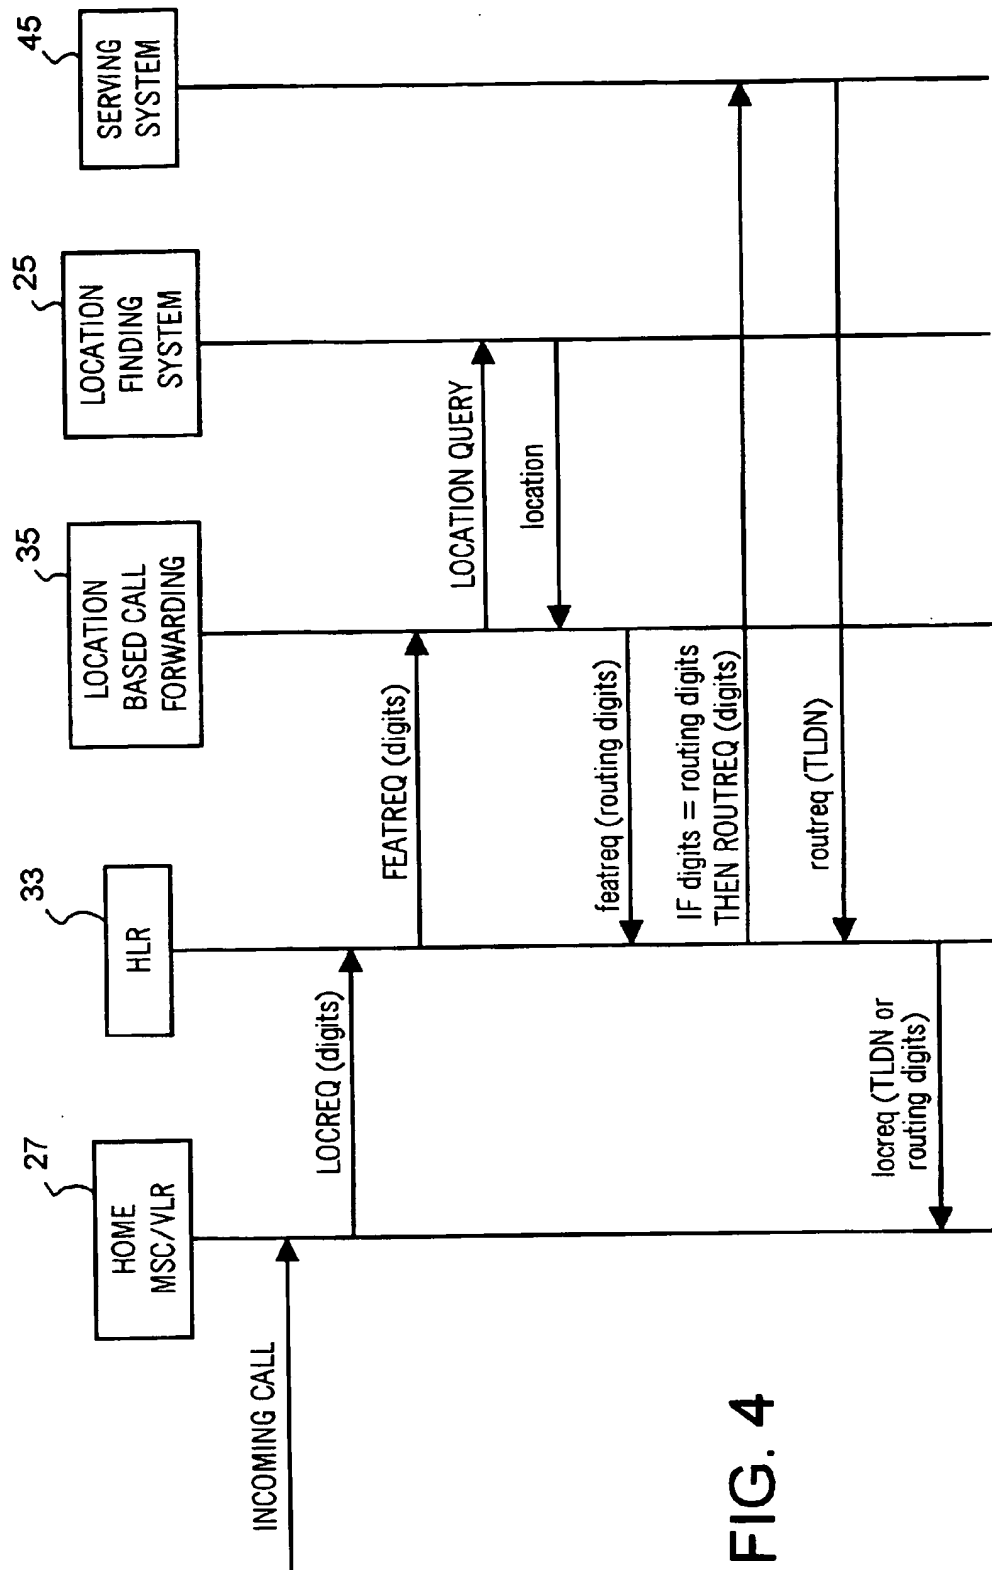 27
HOME
MSC/VLR
33
HLR
35
LOCATION
BASED CALL
FORWARDING
25
LOCATION
FINDING
SYSTEM
45
SERVING
SYSTEM
INCOMING CALL
LOCREQ (digits)
FEATREQ (digits)
LOCATION QUERY
location
featreq (routing digits)
IF digits = routing digits
THEN ROUTREQ (digits)
routreq (TLDN)
locreq (TLDN or
routing digits)
FIG. 4